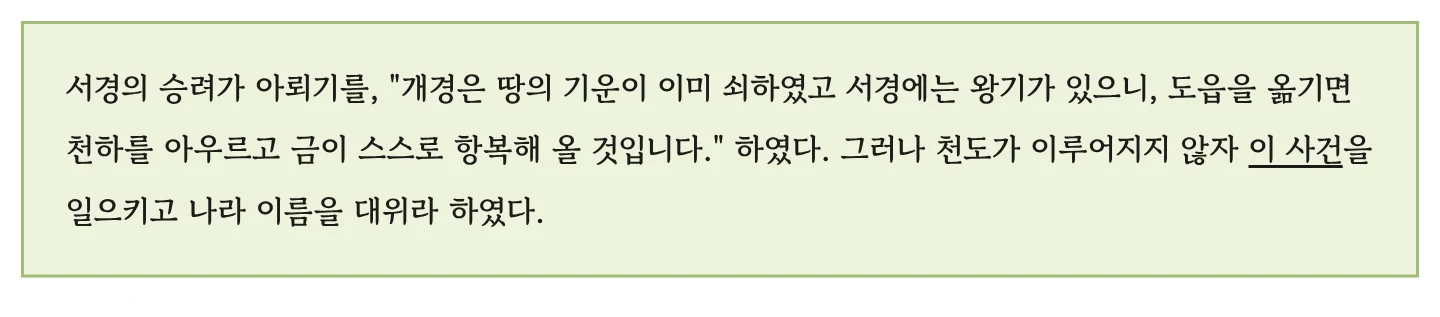 서경의 승려가 아뢰기를, "개경은 땅의 기운이 이미 쇠하였고 서경에는 왕기가 있으니, 도읍을 옮기면
천하를 아우르고 금이 스스로 항복해 올 것입니다." 하였다. 그러나 천도가 이루어지지 않자 이 사건을
일으키고 나라 이름을 대위라 하였다.